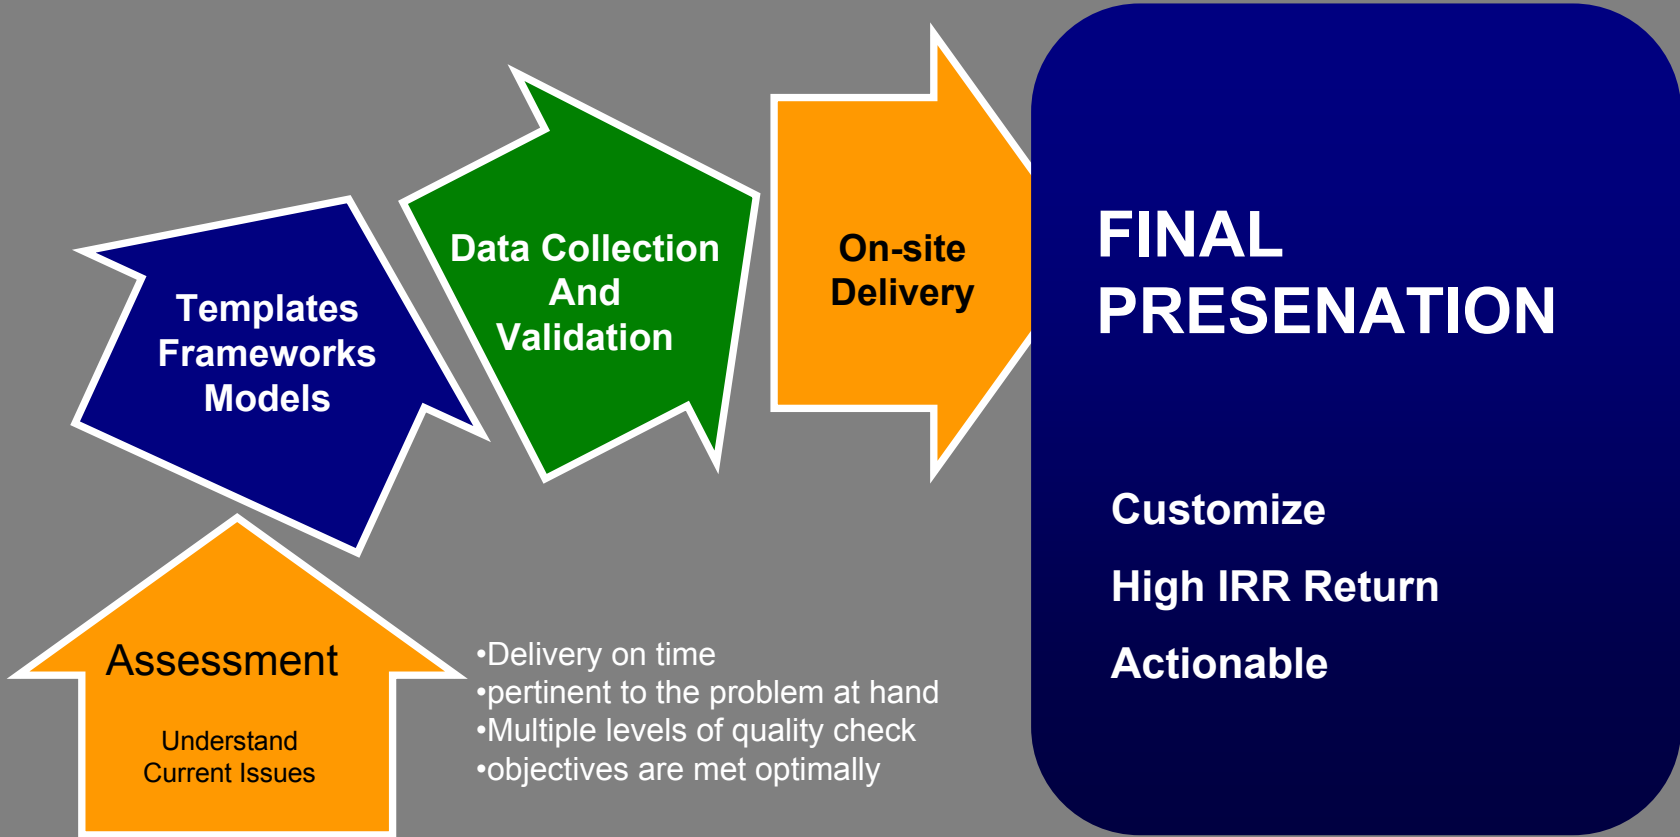 Templates
Frameworks
Models
Data Collection
And
Validation
On-site
Delivery
FINAL
PRESENATION
Customize
High IRR Return
Actionable
Assessment
Understand
Current Issues
•Delivery on time
•pertinent to the problem at hand
•Multiple levels of quality check
•objectives are met optimally